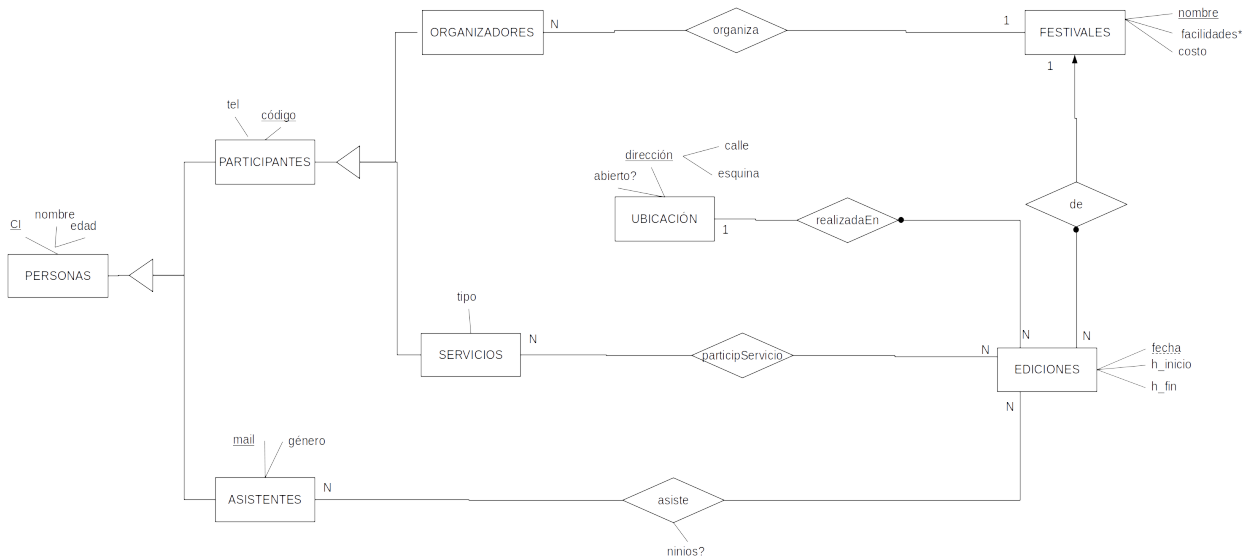 ORGANIZADORES
N
organiza
1
FESTIVALES
nombre
facilidades*
costo
1
tel
código
PARTICIPANTES
dirección
calle
esquina
abierto?
UBICACIÓN
1
realizadaEn
de
CI
nombre
edad
PERSONAS
tipo
SERVICIOS
N
participServicio
N
N
N
EDICIONES
fecha
h_inicio
h_fin
N
mail
género
ASISTENTES
N
asiste
ninios?